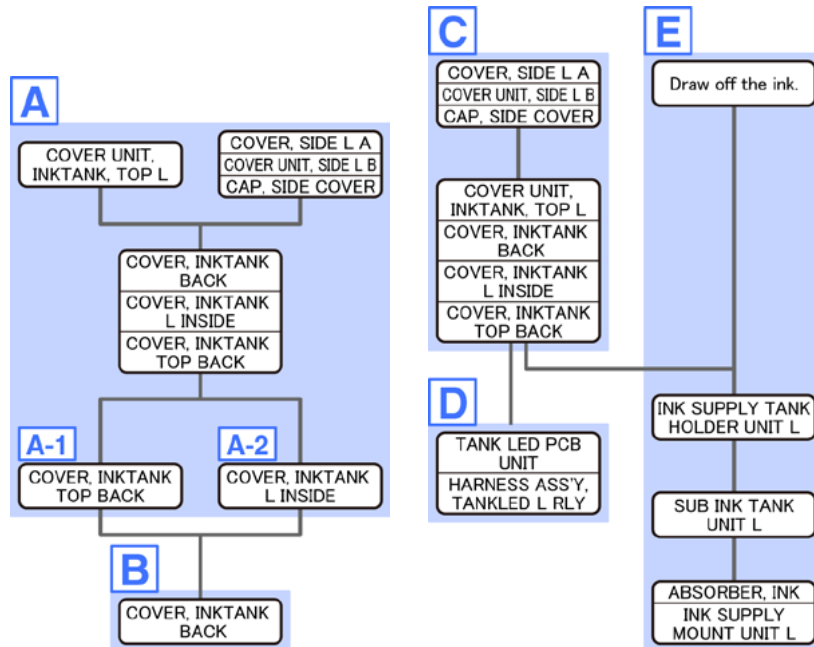 A
COVER UNIT,
INKTANK, TOP L
COVER, SIDE L A
COVER UNIT, SIDE L B
CAP, SIDE COVER
COVER, INKTANK
BACK
COVER, INKTANK
L INSIDE
COVER, INKTANK
TOP BACK
A-1
COVER, INKTANK
TOP BACK
A-2
COVER, INKTANK
L INSIDE
B
COVER, INKTANK
BACK
C
COVER, SIDE L A
COVER UNIT, SIDE L B
CAP, SIDE COVER
COVER UNIT,
INKTANK, TOP L
COVER, INKTANK
BACK
COVER, INKTANK
L INSIDE
COVER, INKTANK
TOP BACK
D
TANK LED PCB
UNIT
HARNESS ASS'Y,
TANKLED L RLY
E
Draw off the ink.
INK SUPPLY TANK
HOLDER UNIT L
SUB INK TANK
UNIT L
ABSORBER, INK
INK SUPPLY
MOUNT UNIT L